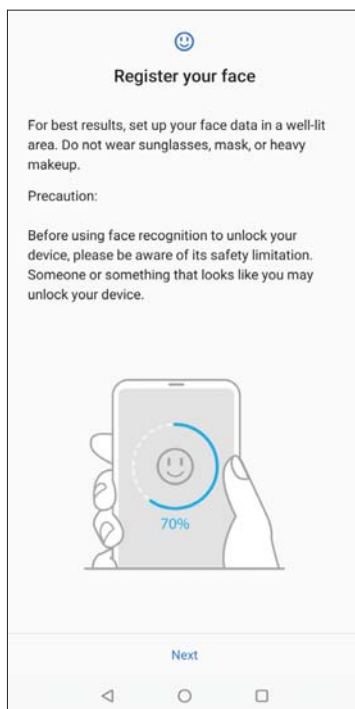 Register your face
For best results, set up your face data in a well-lit
area. Do not wear sunglasses, mask, or heavy
makeup.
Precaution:
Before using face recognition to unlock your
device, please be aware of its safety limitation.
Someone or something that looks like you may
unlock your device.
70%
Next